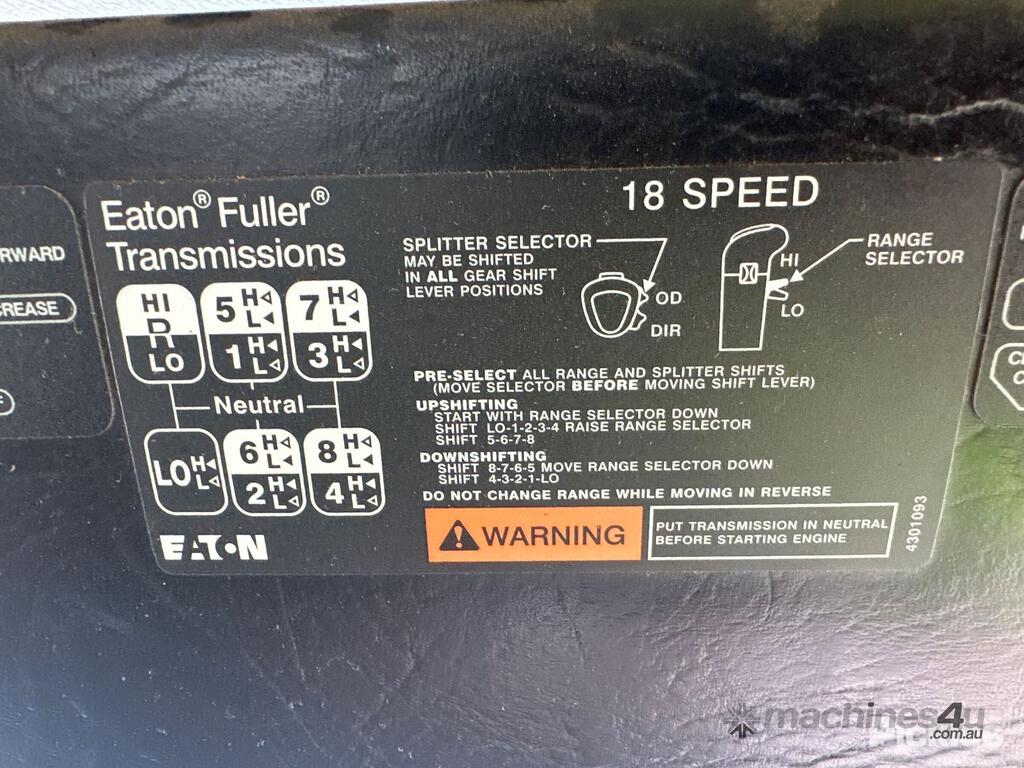 Eaton® Fuller®
Transmissions
18 SPEED
SPLITTER SELECTOR
MAY BE SHIFTED
IN ALL GEAR SHIFT
LEVER POSITIONS
OD
DIR
HI
LO
RANGE
SELECTOR
HI
R
LO
5 H L
1 H L
7 H L
3 H L
Neutral
LO H L
6 H L
2 H L
8 H L
4 H L
PRE-SELECT ALL RANGE AND SPLITTER SHIFTS
(MOVE SELECTOR BEFORE MOVING SHIFT LEVER)
UPSHIFTING
START WITH RANGE SELECTOR DOWN
SHIFT LO-1-2-3-4 RAISE RANGE SELECTOR
SHIFT 5-6-7-8
DOWNSHIFTING
SHIFT 8-7-6-5 MOVE RANGE SELECTOR DOWN
SHIFT 4-3-2-1-LO
DO NOT CHANGE RANGE WHILE MOVING IN REVERSE
WARNING
PUT TRANSMISSION IN NEUTRAL
BEFORE STARTING ENGINE
4301093
EATON
RWARD
REASE
machines4u
.com.au